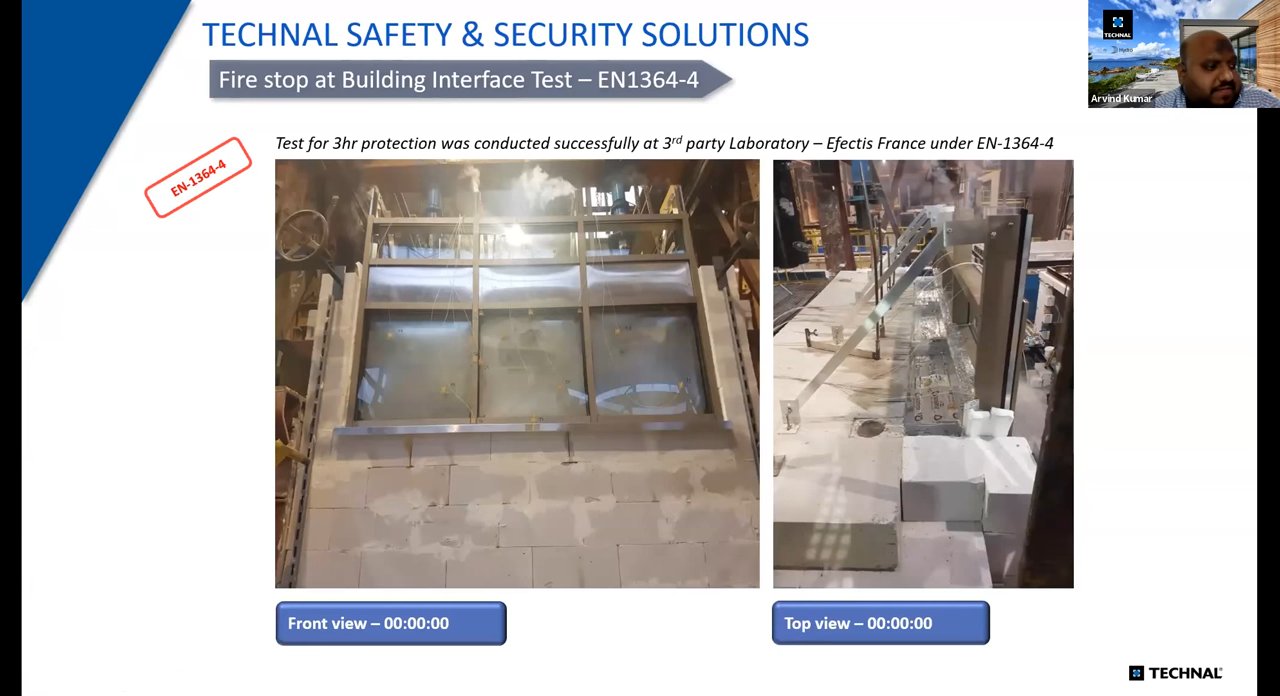 TECHNAL SAFETY & SECURITY SOLUTIONS
Fire stop at Building Interface Test – EN1364-4
TECHNAL
Hydro
Arvind Kumar
Test for 3hr protection was conducted successfully at 3rd party Laboratory – Efectis France under EN-1364-4
EN-1364-4
Front view – 00:00:00
Top view – 00:00:00
TECHNAL®